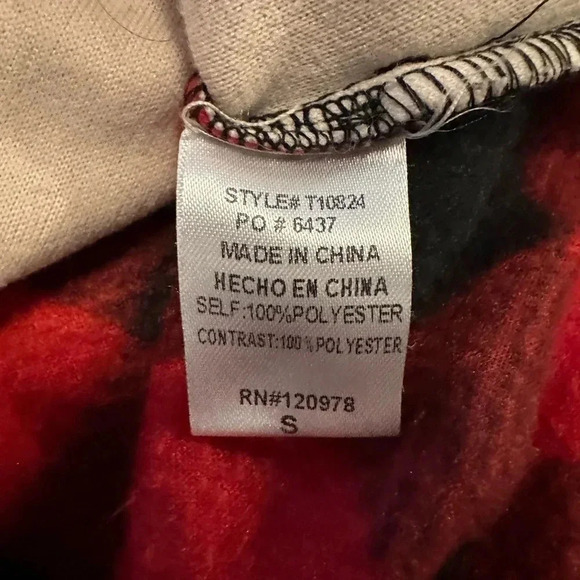 STYLE# T10824
PO # 6437
MADE IN CHINA
HECHO EN CHINA
SELF:100%POLYESTER
CONTRAST:100%POLYESTER
RN#120978
S